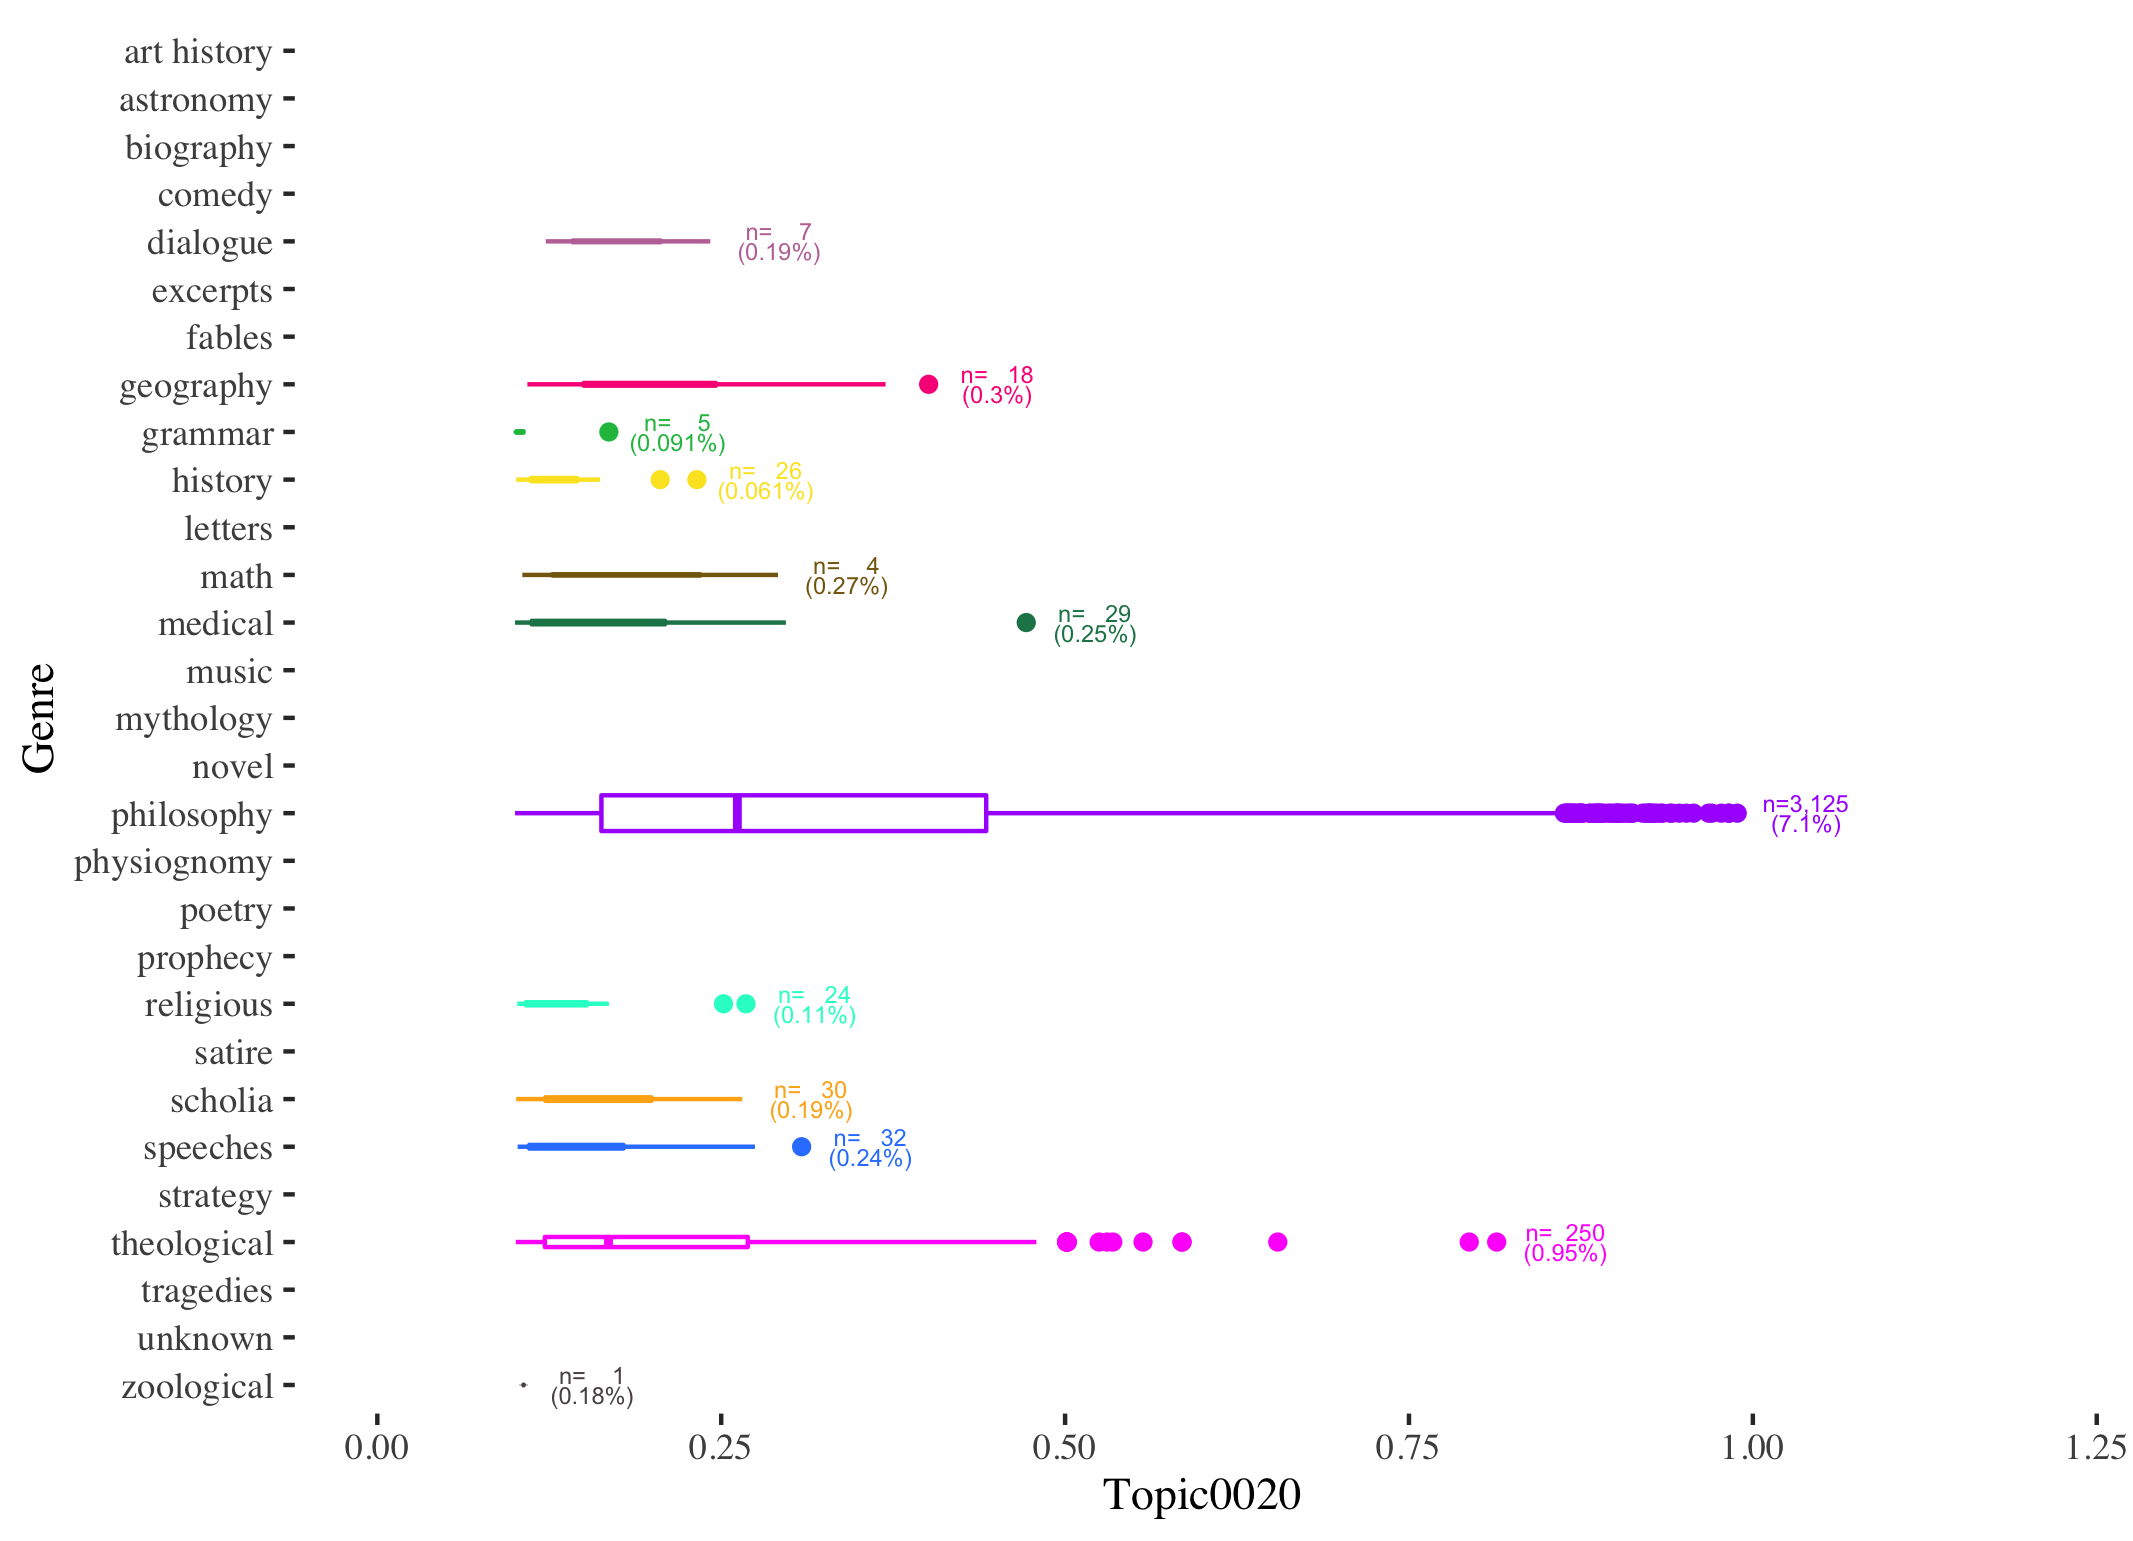 art history
astronomy
biography
comedy
dialogue
n= 7
(0.19%)
excerpts
fables
geography
n= 18
(0.3%)
grammar
n= 5
(0.091%)
history
n= 26
(0.061%)
letters
math
n= 4
(0.27%)
medical
n= 29
(0.25%)
music
mythology
novel
philosophy
n=3,125
(7.1%)
physiognomy
poetry
prophecy
religious
n= 24
(0.11%)
satire
scholia
n= 30
(0.19%)
speeches
n= 32
(0.24%)
strategy
theological
n= 250
(0.95%)
tragedies
unknown
zoological
n= 1
(0.18%)
Genre
0.00 0.25 0.50 0.75 1.00 1.25
Topic0020